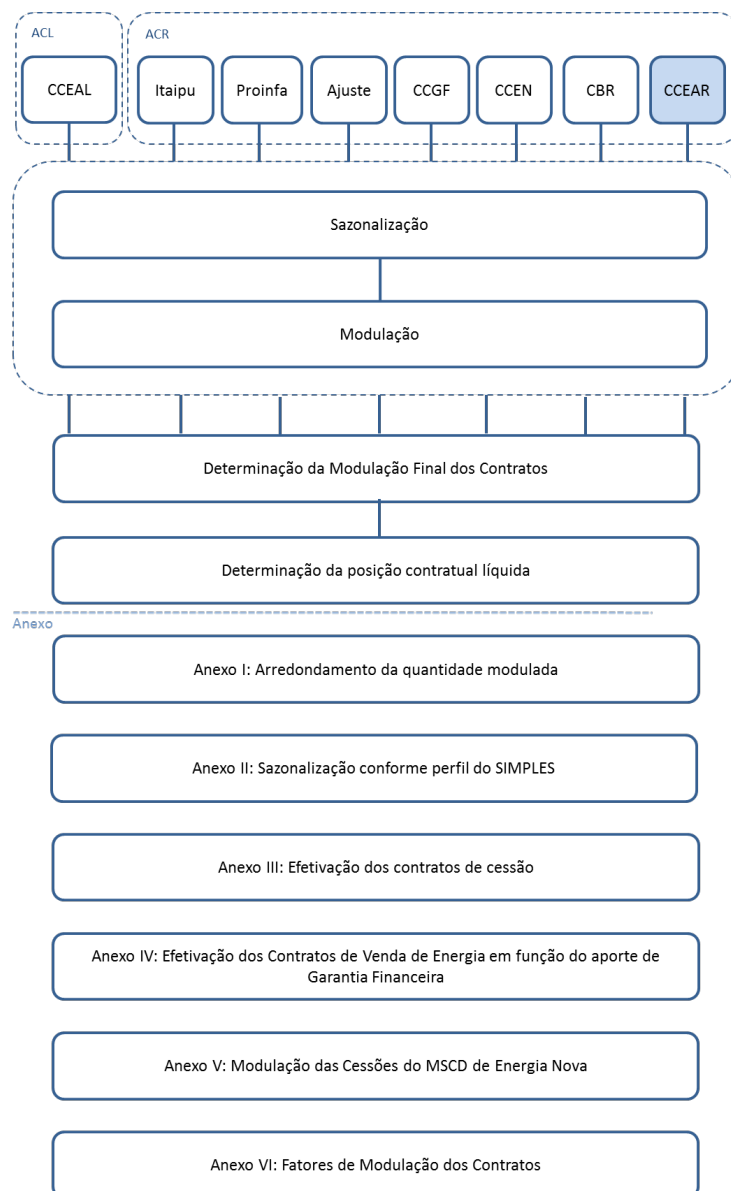 ACL
ACR
CCEAL
Itaipu
Proinfa
Ajuste
CCGF
CCEN
CBR
CCEAR
Sazonalização
Modulação
Determinação da Modulação Final dos Contratos
Determinação da posição contratual líquida
Anexo
Anexo I: Arredondamento da quantidade modulada
Anexo II: Sazonalização conforme perfil do SIMPLES
Anexo III: Efetivação dos contratos de cessão
Anexo IV: Efetivação dos Contratos de Venda de Energia em função do aporte de
Garantia Financeira
Anexo V: Modulação das Cessões do MSCD de Energia Nova
Anexo VI: Fatores de Modulação dos Contratos